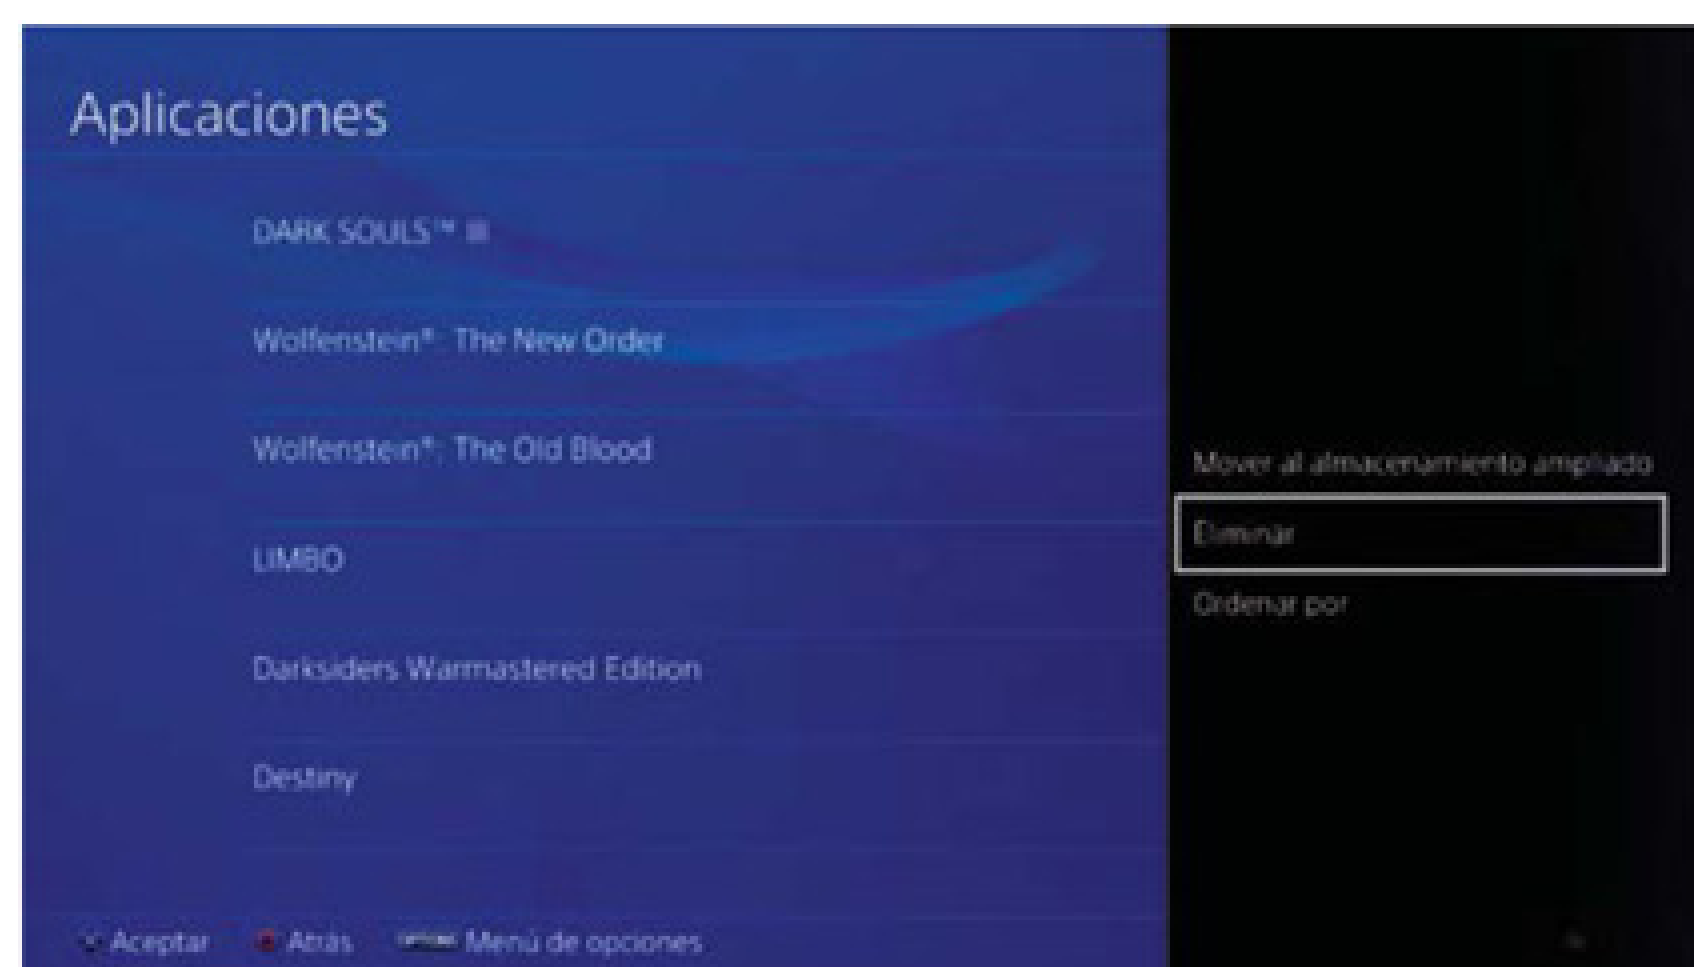 Aplicaciones
DARK SOULS™ III
Wolfenstein®: The New Order
Wolfenstein®: The Old Blood
LIMBO
Darksiders Warmastered Edition
Destiny
Mover al almacenamiento ampliado
Eliminar
Ordenar por
Aceptar Atrás OPTIONS Menú de opciones